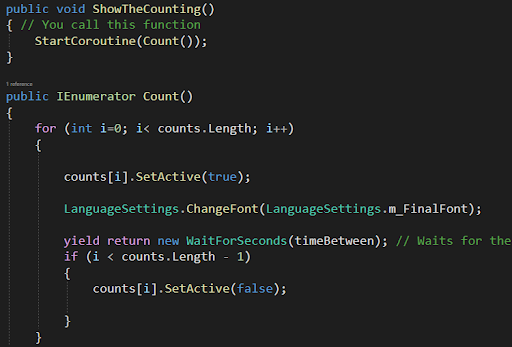 public void ShowTheCounting()
{ // You call this function
StartCoroutine(Count());
}
1 reference
public IEnumerator Count()
{
for (int i=0; i< counts.Length; i++)
{
counts[i].SetActive(true);
LanguageSettings.ChangeFont(LanguageSettings.m_FinalFont);
yield return new WaitForSeconds(timeBetween); // Waits for the
if (i < counts.Length - 1)
{
counts[i].SetActive(false);
}
}